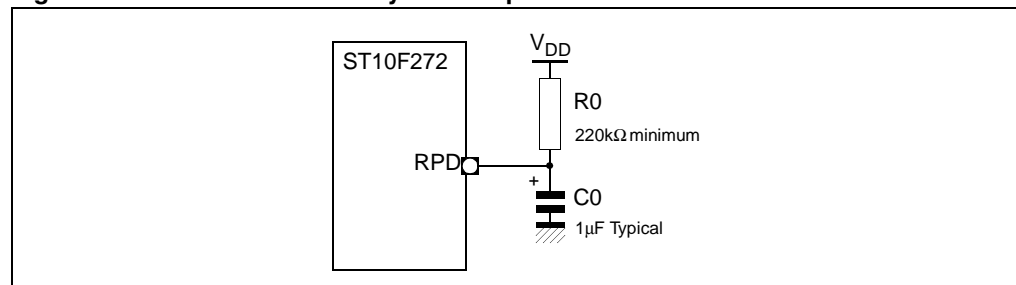 ST10F272
VDD
R0
220kΩ minimum
RPD
+
C0
1μF Typical